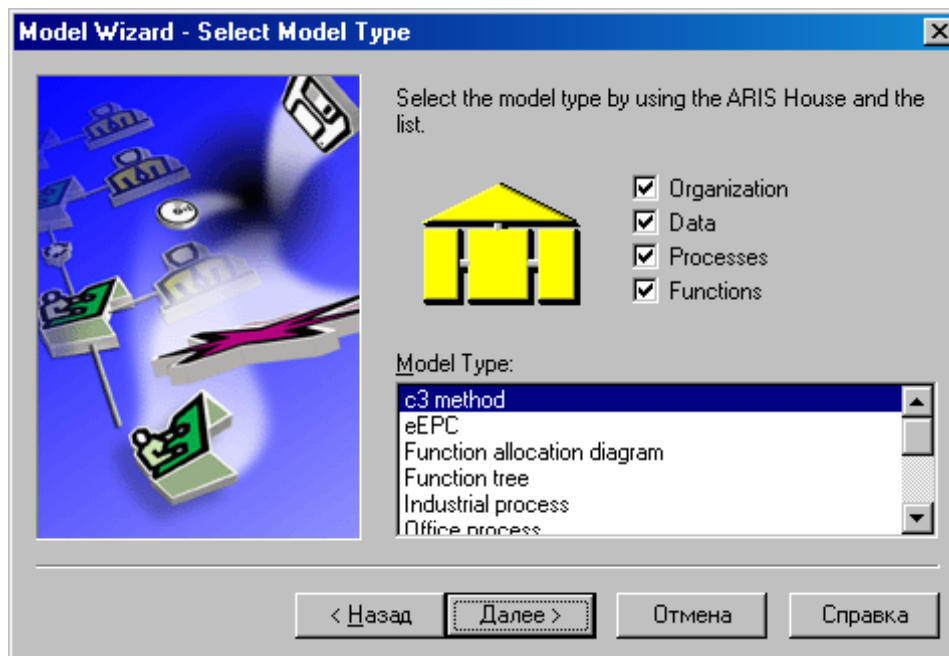 Model Wizard - Select Model Type
Select the model type by using the ARIS House and the
list.
Organization
Data
Processes
Functions
Model Type:
c3 method
eEPC
Function allocation diagram
Function tree
Industrial process
Office process
< Назад
Далее >
Отмена
Справка